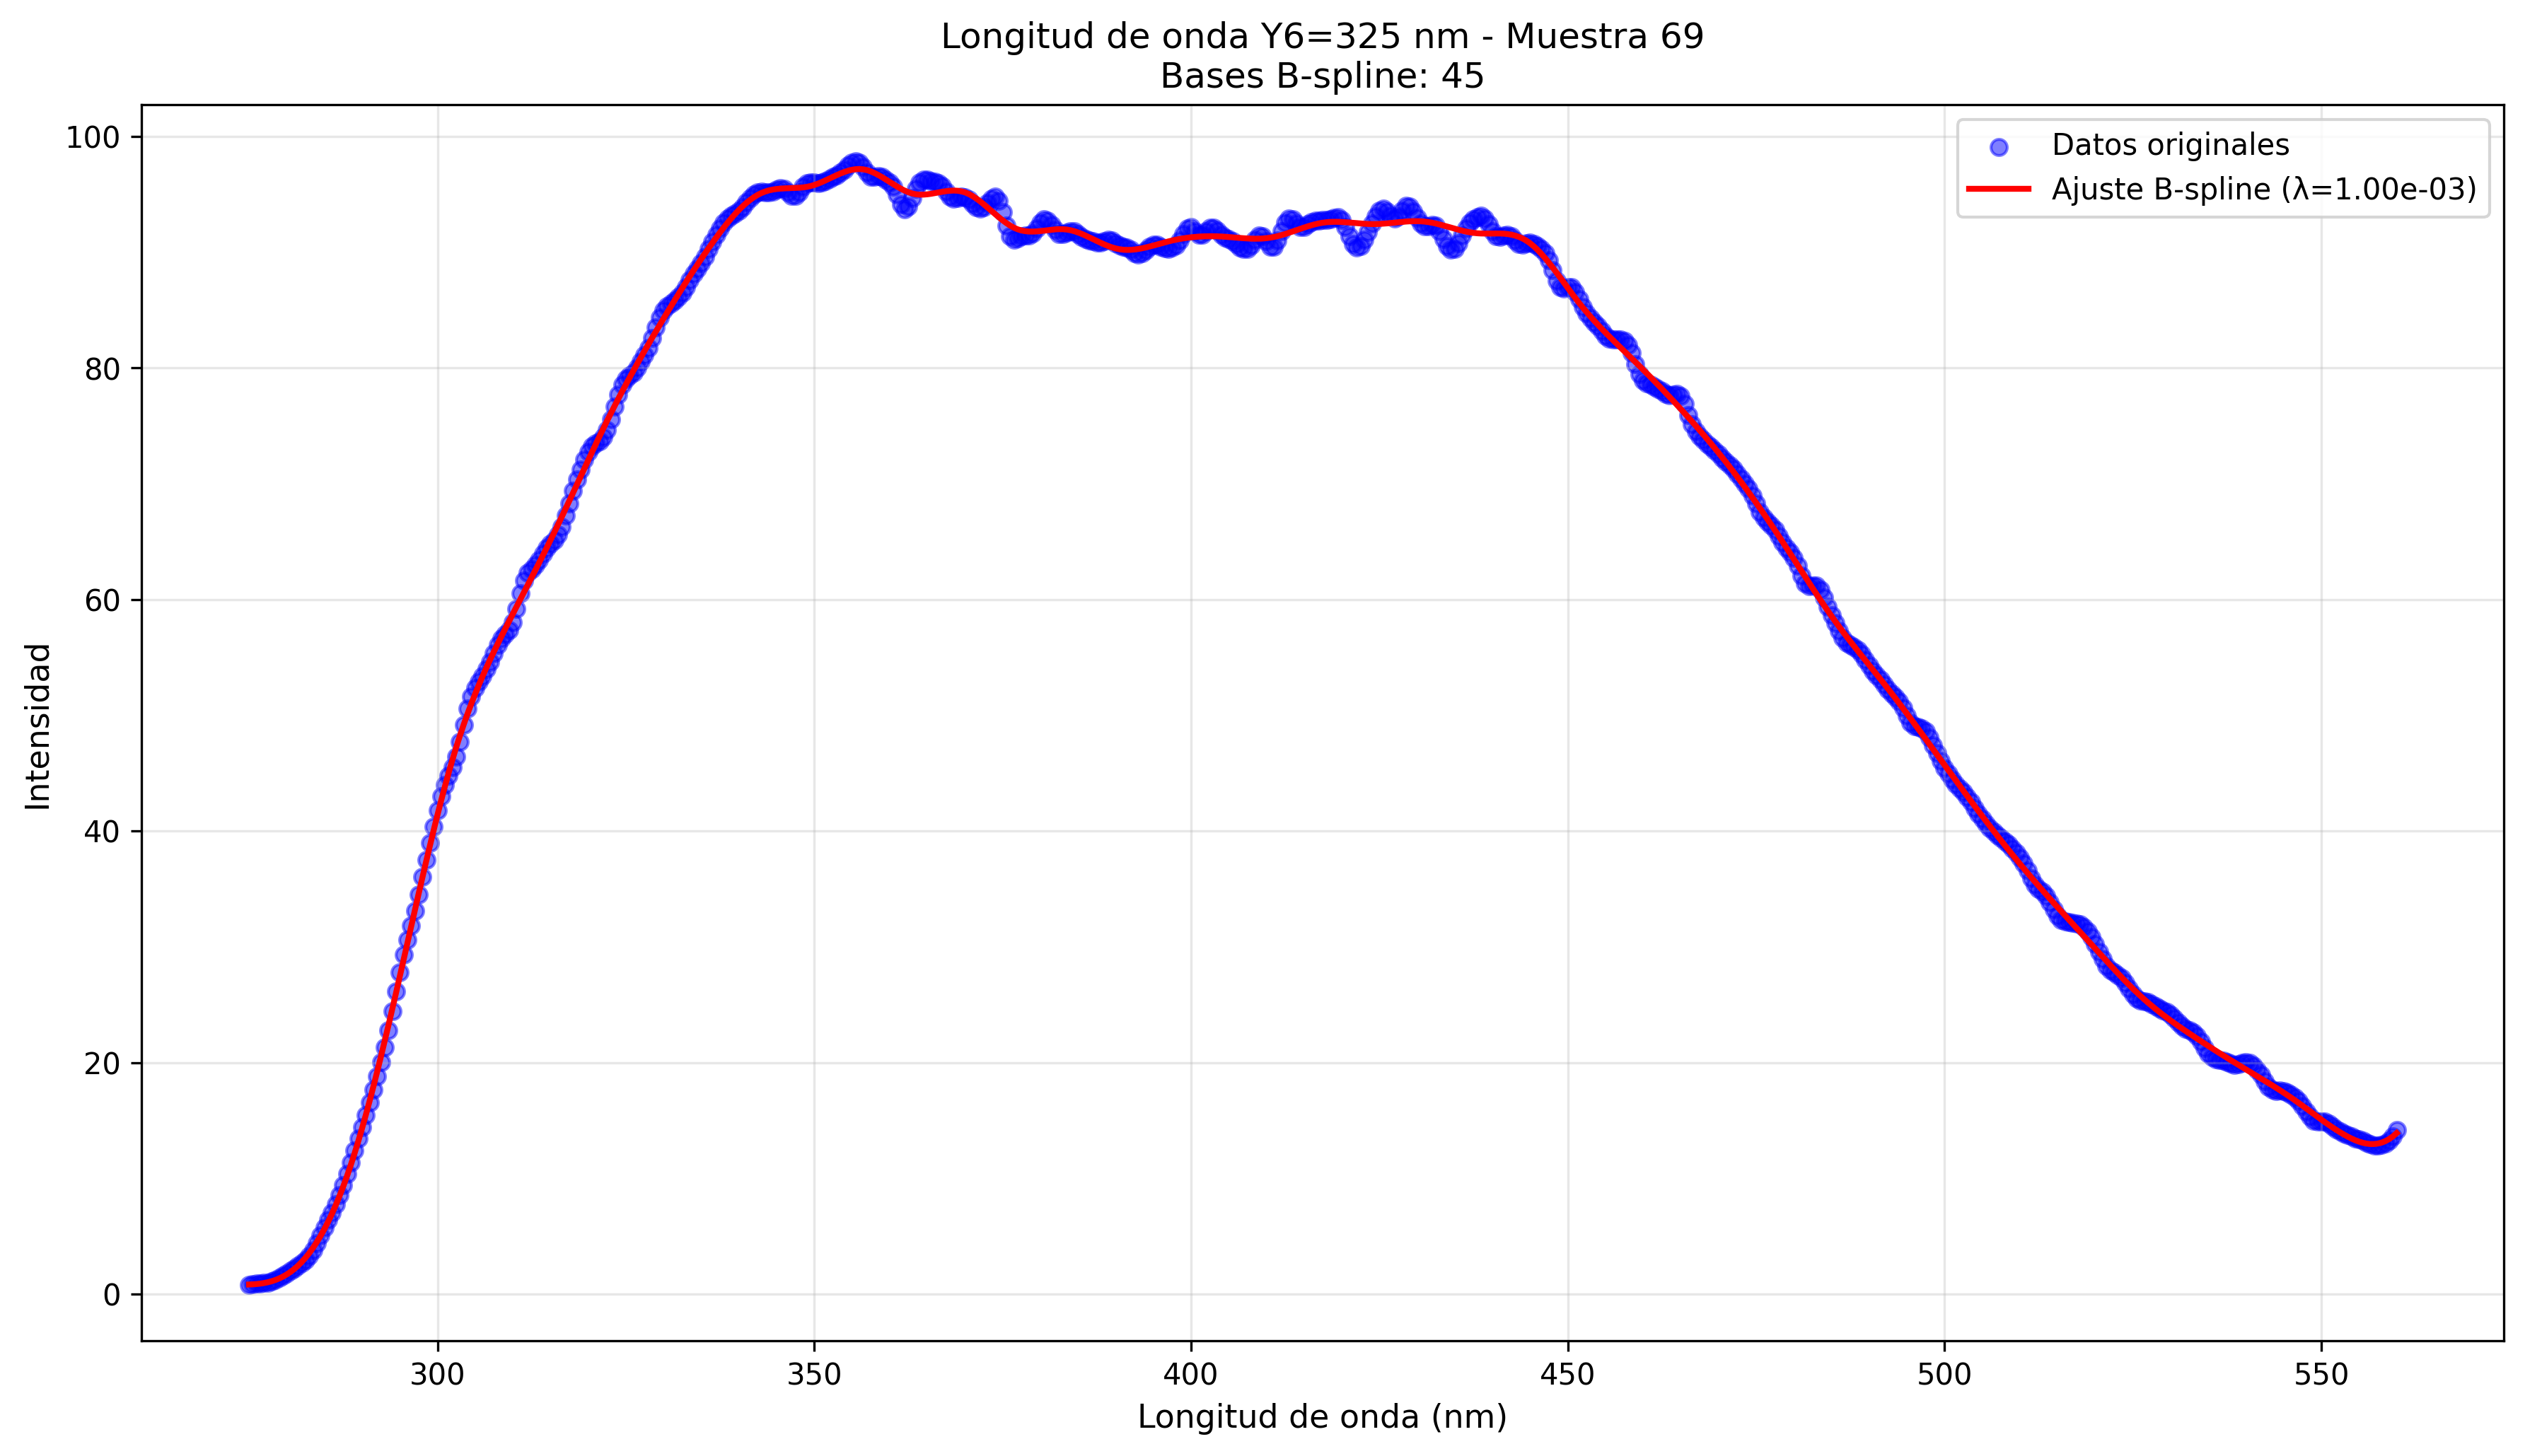 Longitud de onda Y6=325 nm - Muestra 69
Bases B-spline: 45
Datos originales
Ajuste B-spline (λ=1.00e-03)
Intensidad
100
80
60
40
20
0
300 350 400 450 500 550
Longitud de onda (nm)